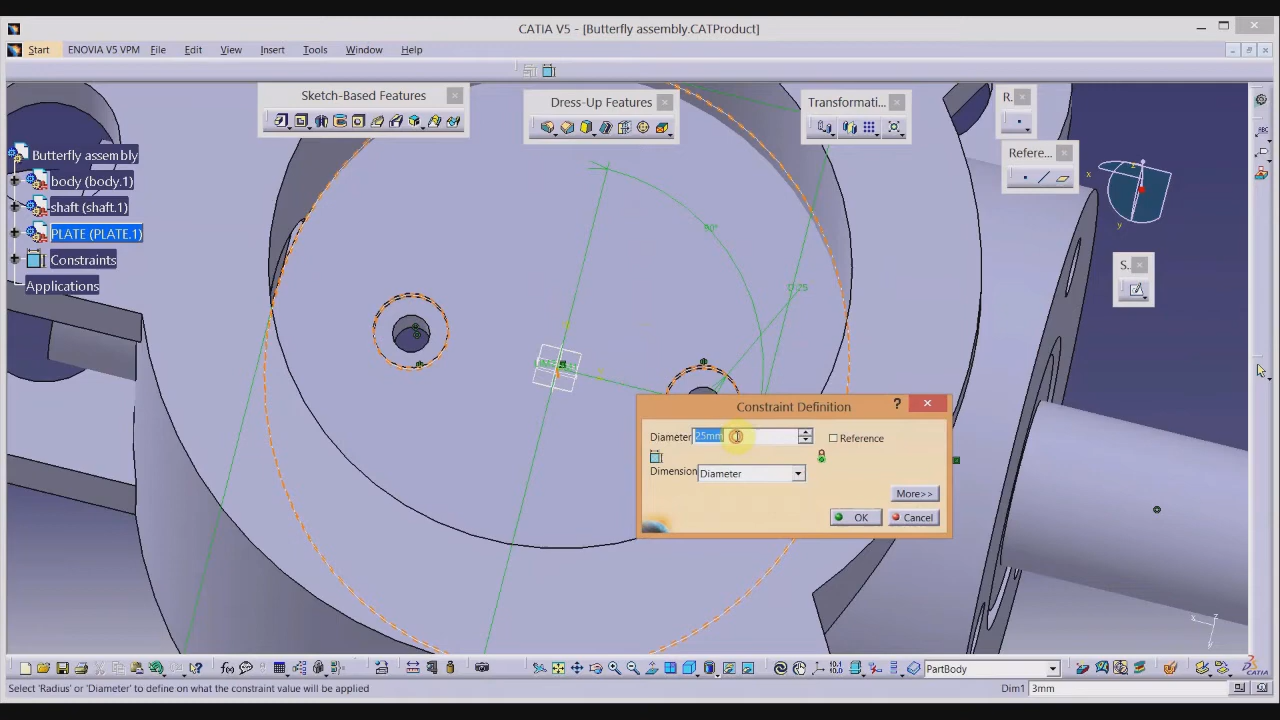 CATIA V5 - [Butterfly assembly.CATProduct]
Start ENOVIA V5 VPM File Edit View Insert Tools Window Help
Sketch-Based Features
Dress-Up Features
Transformati...
R.
Refere...
S.
Butterfly assembly
body (body.1)
shaft (shaft.1)
PLATE (PLATE.1)
Constraints
Applications
90°
D 25
x
z
y
Constraint Definition
?
Diameter 25mm
Reference
Dimension Diameter
More>>
OK Cancel
PartBody
CATIA
Select 'Radius' or 'Diameter' to define on what the constraint value will be applied
Dim1 3mm